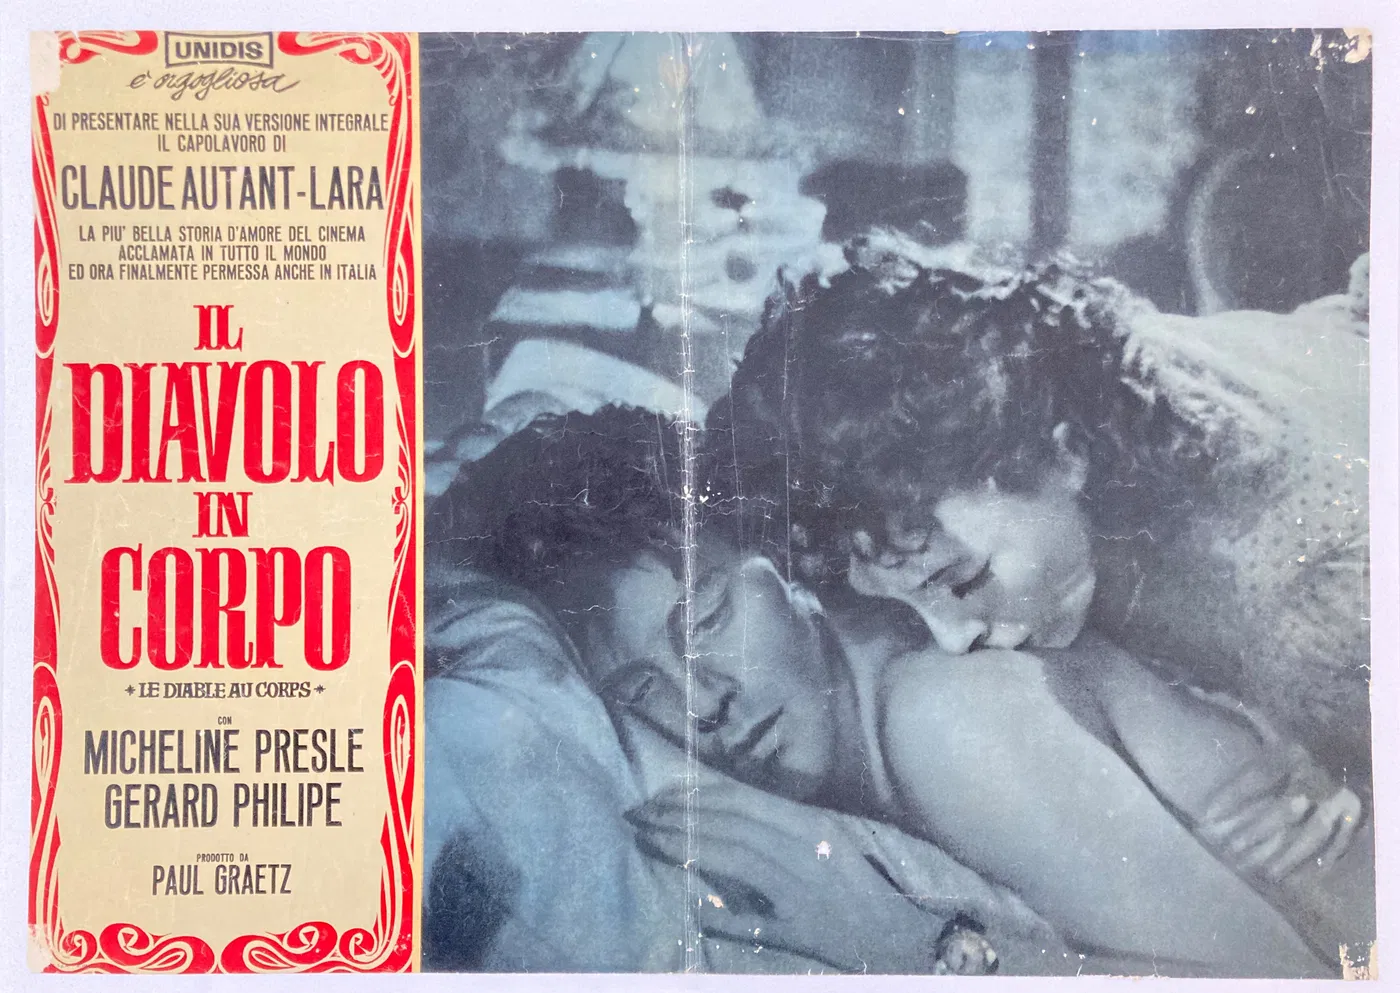 UNIDIS
è orgogliosa
DI PRESENTARE NELLA SUA VERSIONE INTEGRALE
IL CAPOLAVORO DI
CLAUDE AUTANT-LARA
LA PIU' BELLA STORIA D'AMORE DEL CINEMA
ACCLAMATA IN TUTTO IL MONDO
ED ORA FINALMENTE PERMESSA ANCHE IN ITALIA
IL
DIAVOLO
IN
CORPO
* LE DIABLE AU CORPS *
CON
MICHELINE PRESLE
GERARD PHILIPE
PRODOTTO DA
PAUL GRAETZ